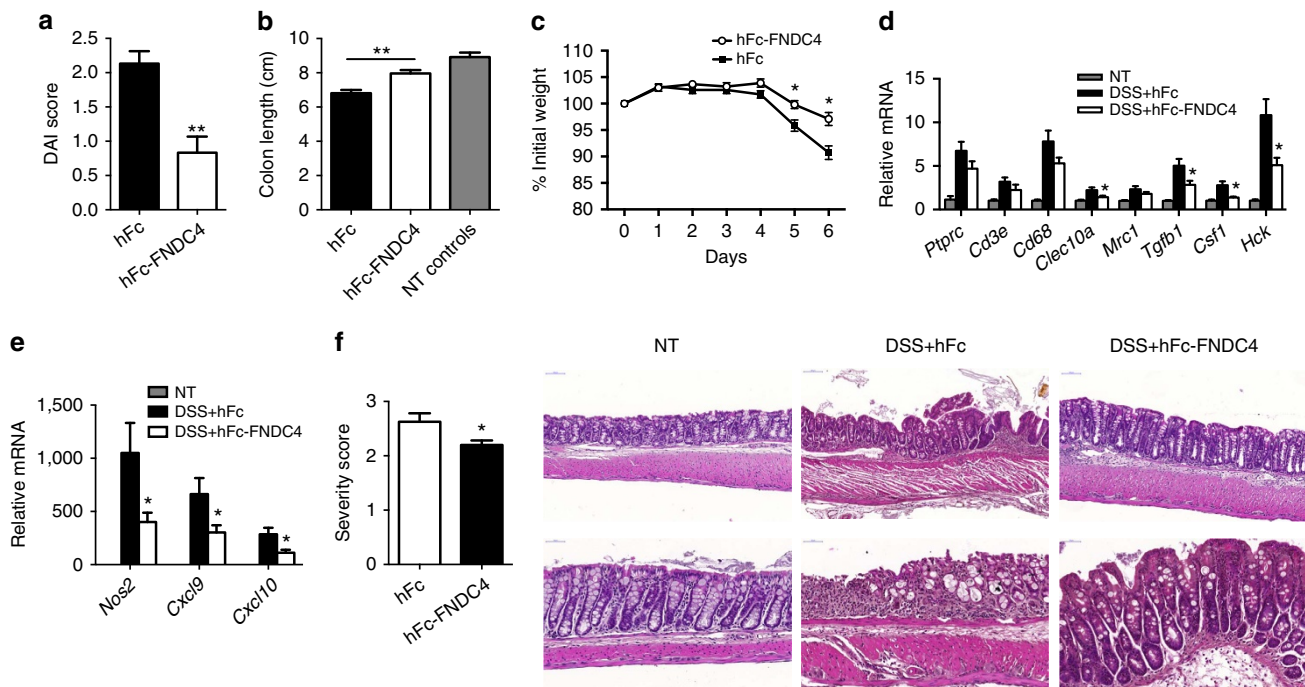 a
DAI score
2.5
2.0
1.5
1.0
0.5
0.0
**
hFc
hFc-FNDC4
b
Colon length (cm)
10
8
6
4
2
0
**
hFc
hFc-FNDC4
NT controls
c
hFc-FNDC4
hFc
% Initial weight
110
105
100
95
90
85
80
* *
0 1 2 3 4 5 6
Days
d
NT
DSS+hFc
DSS+hFc-FNDC4
Relative mRNA
15
10
5
0
* * * *
Ptprc
Cd3e
Cd68
Clec10a
Mrc1
Tgfb1
Csf1
Hck
e
NT
DSS+hFc
DSS+hFc-FNDC4
Relative mRNA
1,500
1,000
500
0
* * *
Nos2
Cxcl9
Cxcl10
f
Severity score
3
2
1
0
*
hFc
hFc-FNDC4
NT
DSS+hFc
DSS+hFc-FNDC4